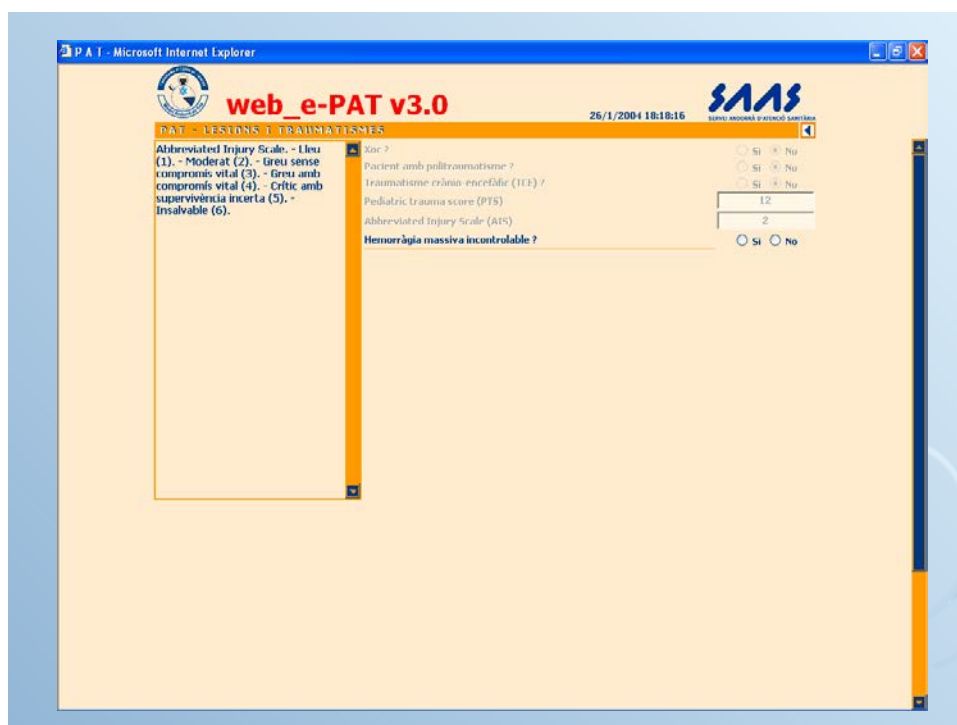 P A T - Microsoft Internet Explorer
web_e-PAT v3.0
26/1/2004 18:18:16
SAAS
SERVEI ANDORRÀ D'ATENCIÓ SANITÀRIA
PAT - LESIONS I TRAUMATISMES
Abbreviated Injury Scale. - Lleu
(1). - Moderat (2). - Greu sense
compromís vital (3). - Greu amb
compromís vital (4). - Crític amb
supervivència incerta (5). -
Insalvable (6).
Xoc ? Si No
Pacient amb politraumatisme ? Si No
Traumatisme cràneo-encefàlic (TCE) ? Si No
Pediatric trauma score (PTS) 12
Abbreviated Injury Scale (AIS) 2
Hemorràgia massiva incontrolable ? Si No